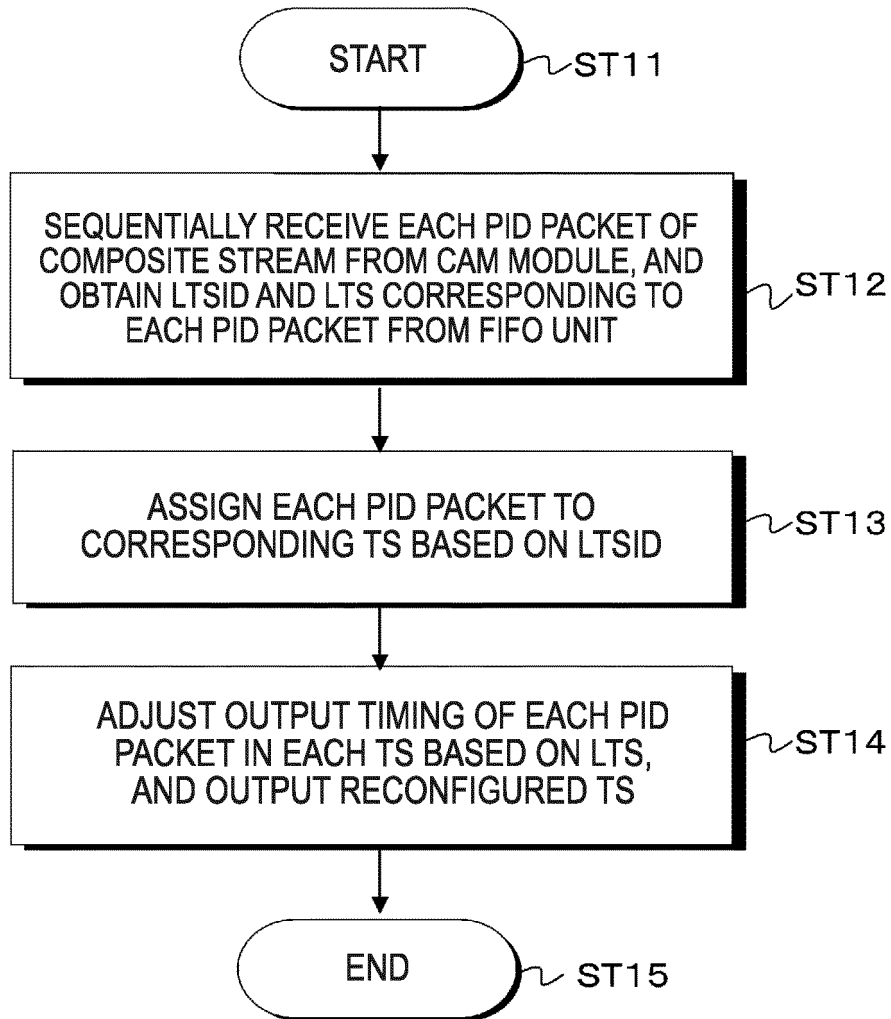 START
ST11
SEQUENTIALLY RECEIVE EACH PID PACKET OF
COMPOSITE STREAM FROM CAM MODULE, AND
OBTAIN LTSID AND LTS CORRESPONDING TO
EACH PID PACKET FROM FIFO UNIT
ST12
ASSIGN EACH PID PACKET TO
CORRESPONDING TS BASED ON LTSID
ST13
ADJUST OUTPUT TIMING OF EACH PID
PACKET IN EACH TS BASED ON LTS,
AND OUTPUT RECONFIGURED TS
ST14
END
ST15